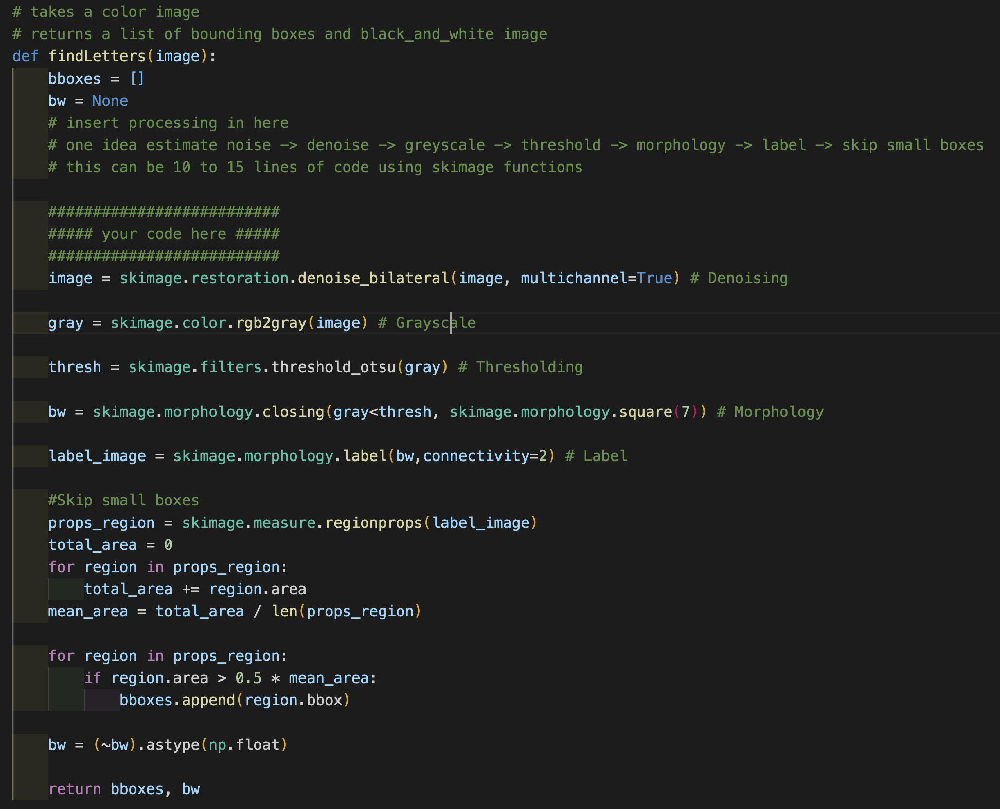 # takes a color image
# returns a list of bounding boxes and black_and_white image
def findLetters(image):
    bboxes = []
    bw = None
    # insert processing in here
    # one idea estimate noise -> denoise -> greyscale -> threshold -> morphology -> label -> skip small boxes
    # this can be 10 to 15 lines of code using skimage functions

    ##########################
    ##### your code here #####
    ##########################
    image = skimage.restoration.denoise_bilateral(image, multichannel=True) # Denoising

    gray = skimage.color.rgb2gray(image) # Grayscale

    thresh = skimage.filters.threshold_otsu(gray) # Thresholding

    bw = skimage.morphology.closing(gray<thresh, skimage.morphology.square(7)) # Morphology

    label_image = skimage.morphology.label(bw,connectivity=2) # Label

    #Skip small boxes
    props_region = skimage.measure.regionprops(label_image)
    total_area = 0
    for region in props_region:
        total_area += region.area
    mean_area = total_area / len(props_region)

    for region in props_region:
        if region.area > 0.5 * mean_area:
            bboxes.append(region.bbox)

    bw = (~bw).astype(np.float)

    return bboxes, bw